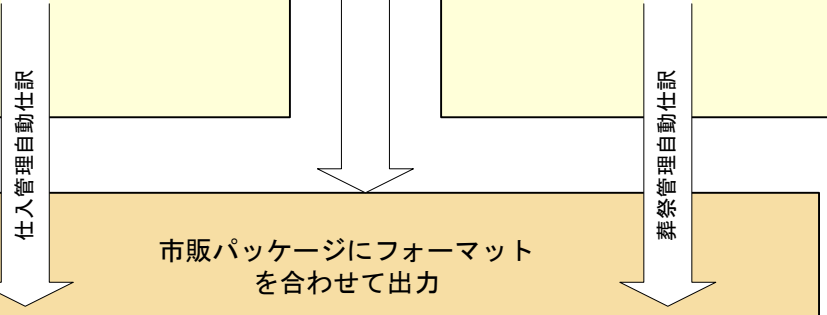 仕入管理自動仕訳
葬祭管理自動仕訳
市販パッケージにフォーマット
を合わせて出力